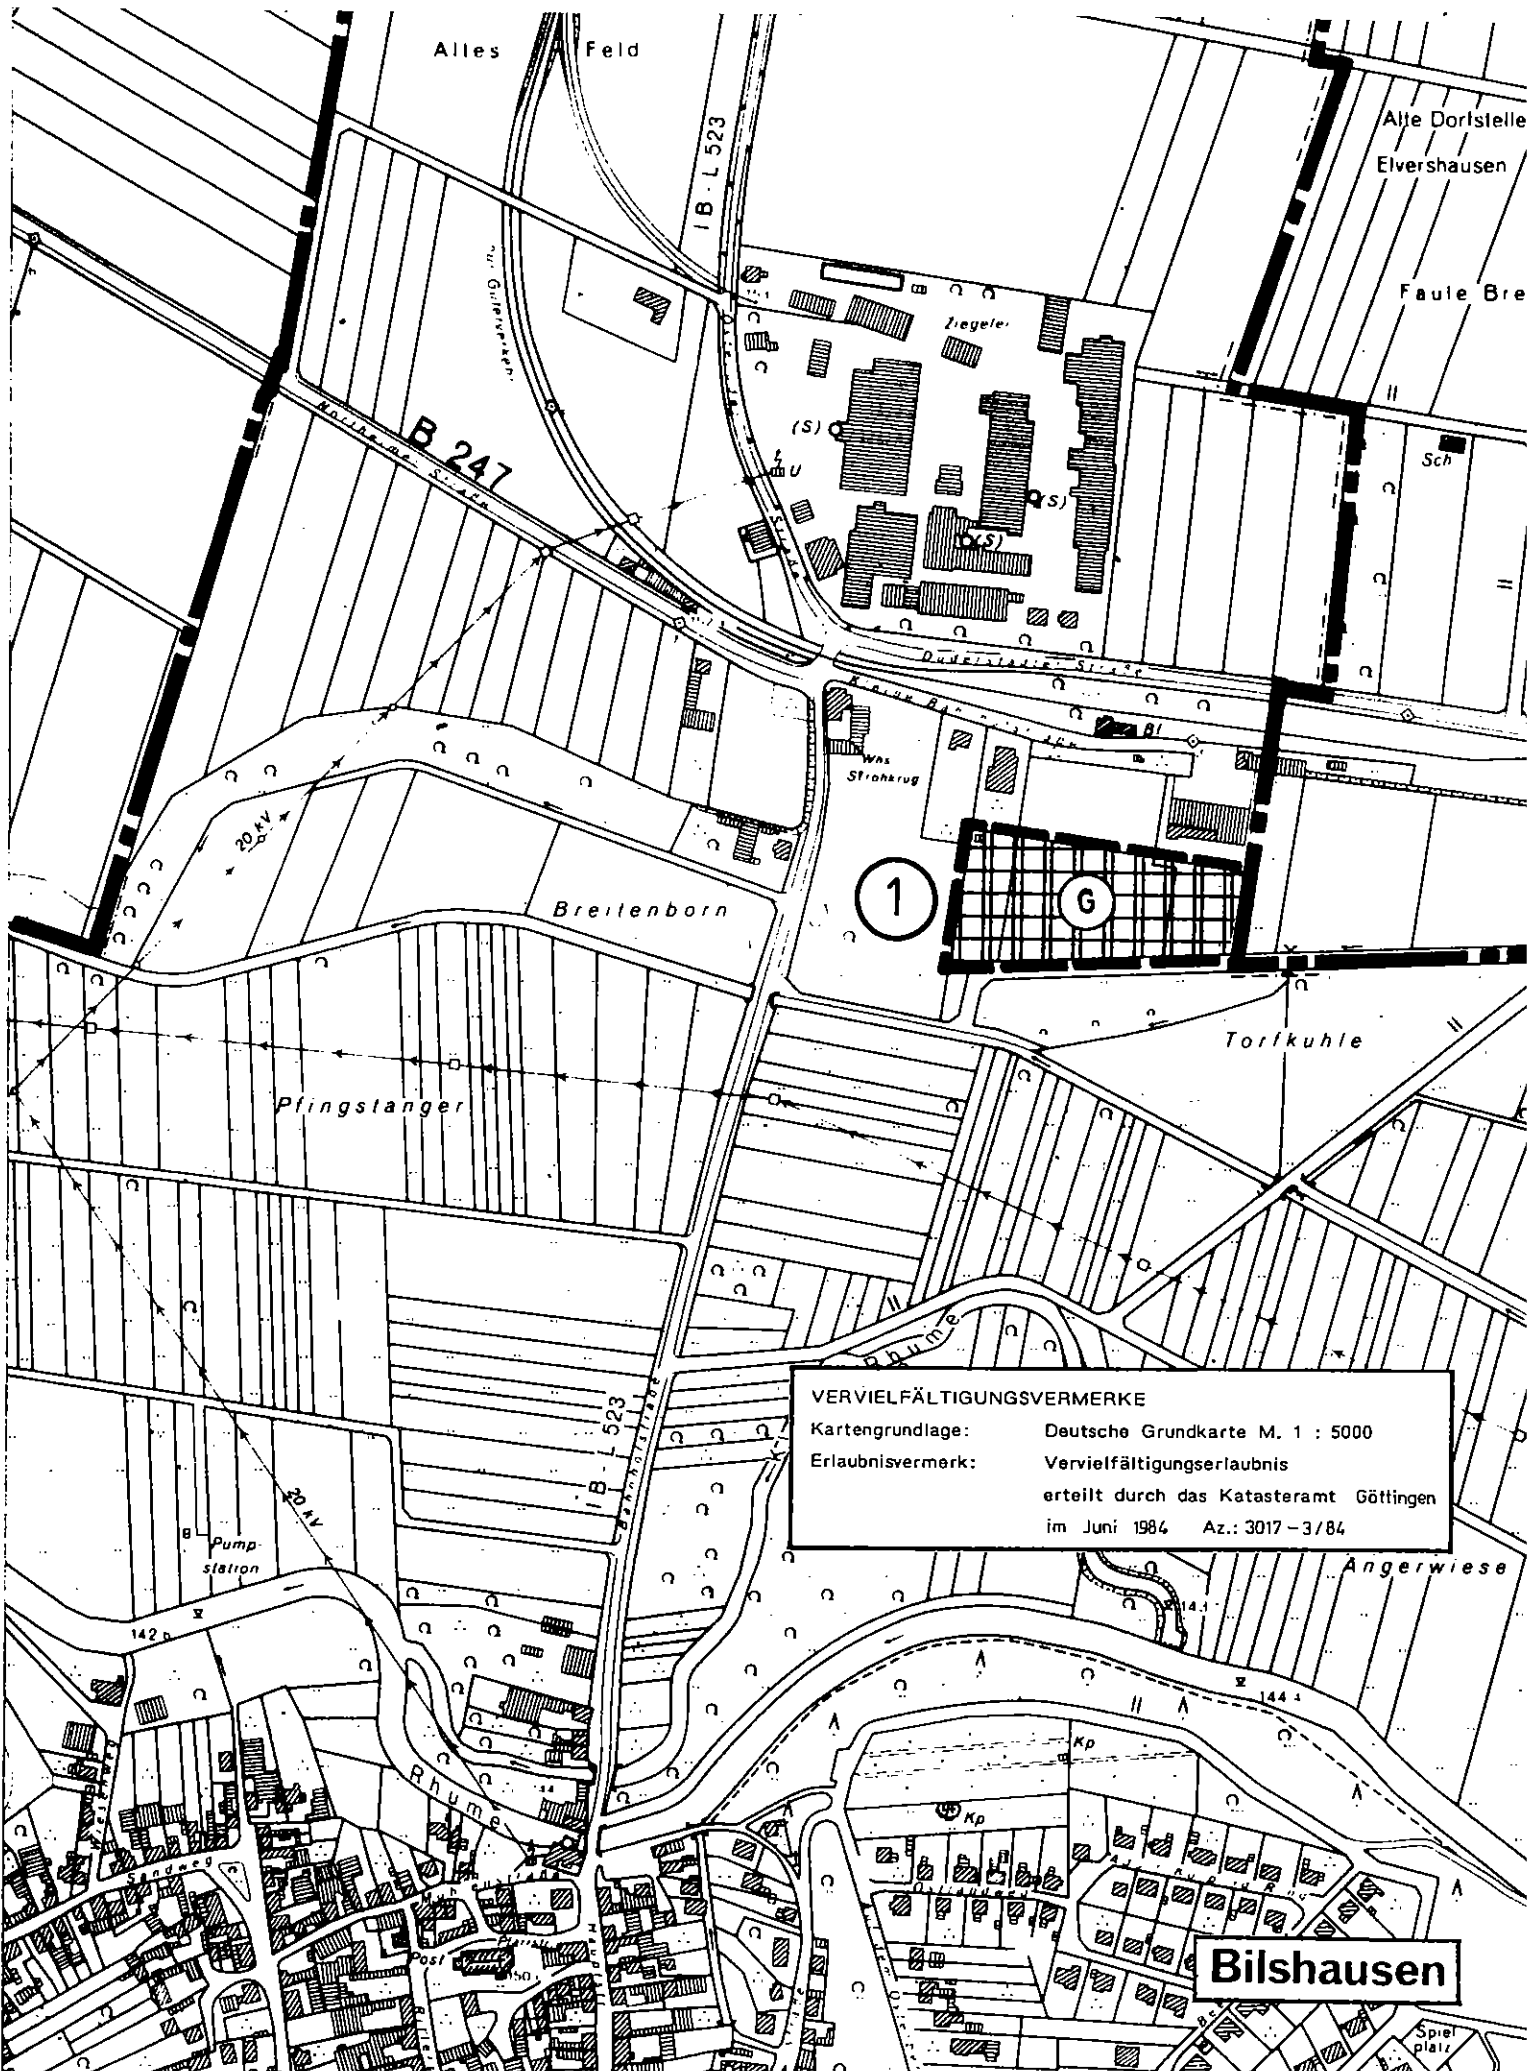 Altes Feld
Alte Dorfstelle
Elvershausen
IB - L 523
Faule Bre
Ziegelei
(S)
B 247
Sch
U
(S)
(S)
Duderstädter Straße
Bf
Whs
Strohkrug
20 kV
1
G
Breitenborn
Torfkuhle
Pfingstanger
Rhume
VERVIELFÄLTIGUNGSVERMERKE
Kartengrundlage: Deutsche Grundkarte M. 1 : 5000
Erlaubnisvermerk: Vervielfältigungserlaubnis
erteilt durch das Katasteramt Göttingen
im Juni 1984 Az.: 3017 - 3/84
IB - L 523
Bahnhofstraße
20 kV
Pump-
station
Angerwiese
142
144
Kp
Rhume
Kp
Wiesenweg
Sandweg
Post
Bilshausen
Spiel
platz